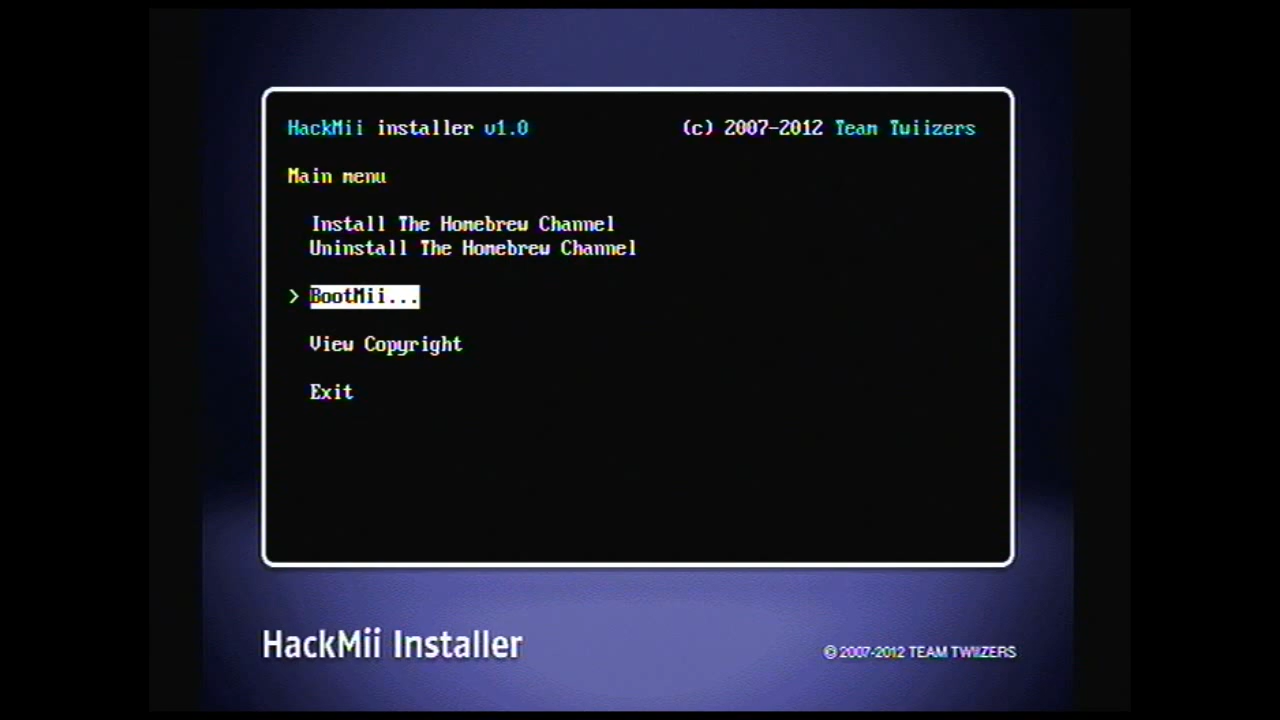 HackMii installer v1.0 (c) 2007-2012 Team Twiizers
Main menu
Install The Homebrew Channel
Uninstall The Homebrew Channel
> BootMii...
View Copyright
Exit
HackMii Installer
© 2007-2012 TEAM TWIIZERS